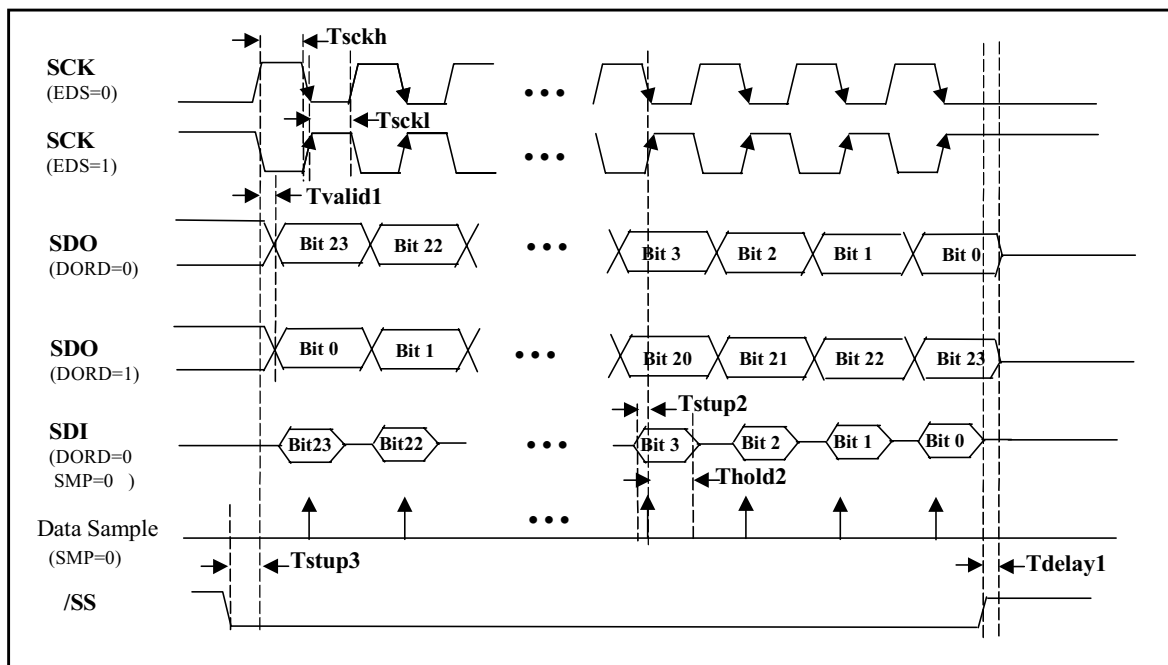 Tsckh
SCK
(EDS=0)
• • •
Tsckl
SCK
(EDS=1)
• • •
Tvalid1
SDO
(DORD=0)
Bit 23 Bit 22 • • • Bit 3 Bit 2 Bit 1 Bit 0
SDO
(DORD=1)
Bit 0 Bit 1 • • • Bit 20 Bit 21 Bit 22 Bit 23
Tstup2
SDI
(DORD=0
SMP=0 )
Bit23 Bit22 • • • Bit 3 Bit 2 Bit 1 Bit 0
Thold2
Data Sample
(SMP=0)
• • •
Tstup3
Tdelay1
/SS